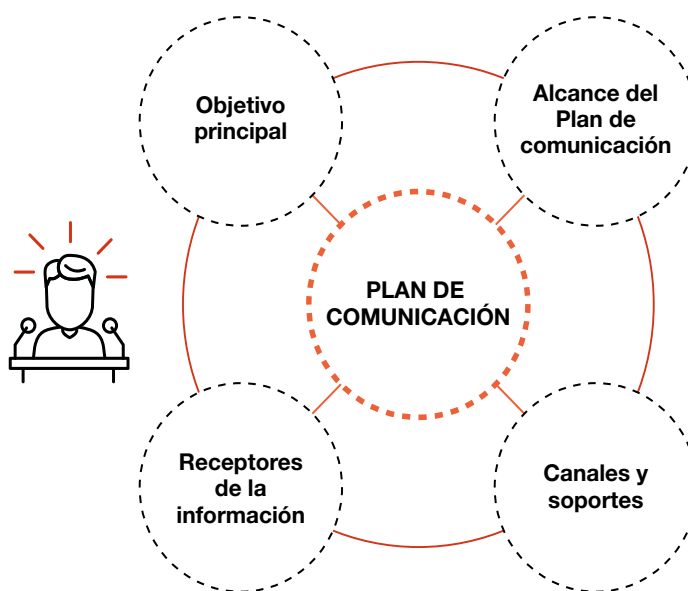 Objetivo
principal
Alcance del
Plan de
comunicación
PLAN DE
COMUNICACIÓN
Receptores
de la
información
Canales y
soportes